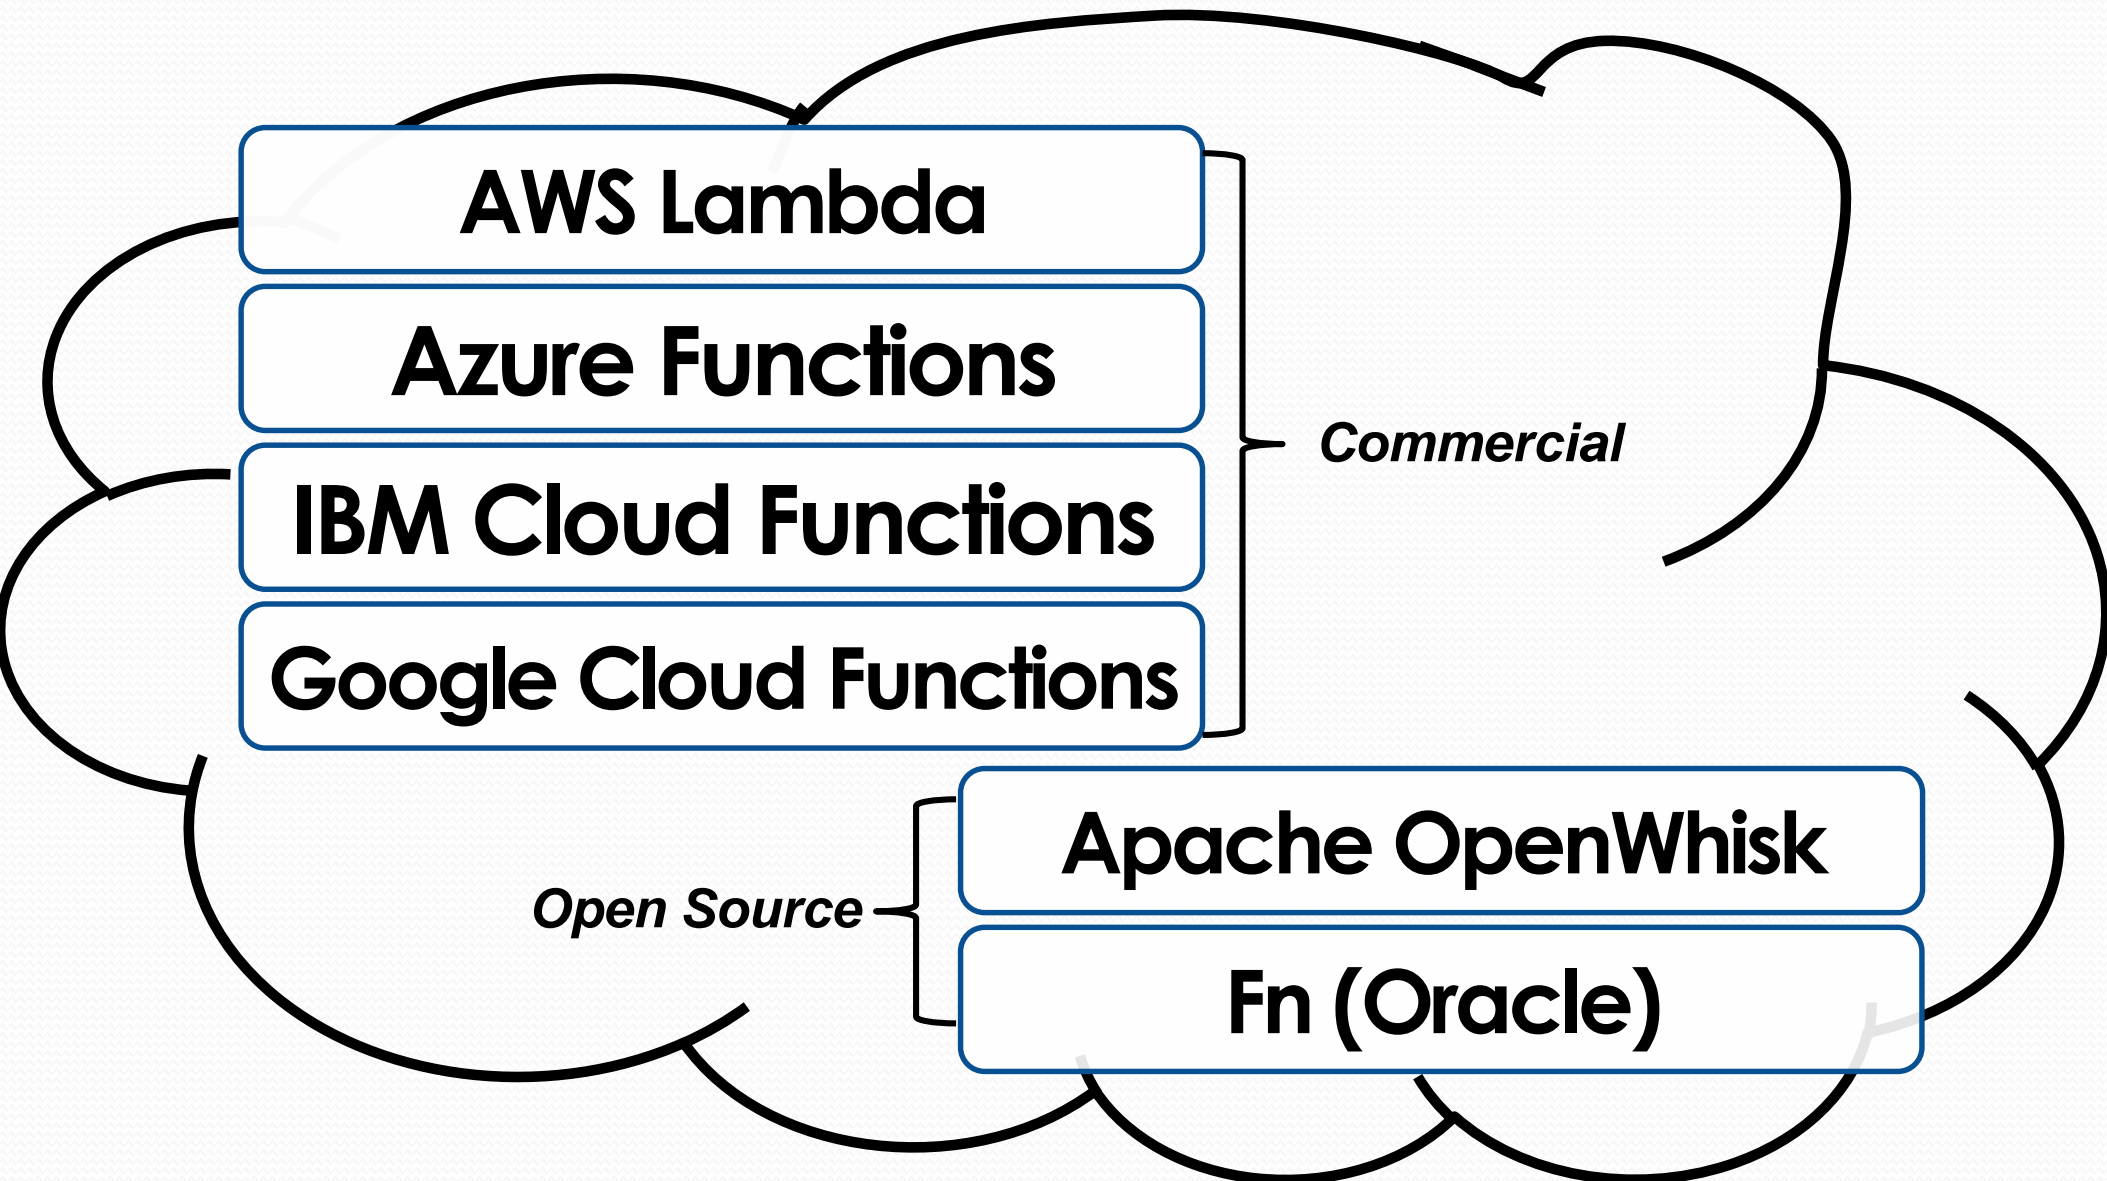 AWS Lambda
Azure Functions
Commercial
IBM Cloud Functions
Google Cloud Functions
Apache OpenWhisk
Open Source
Fn (Oracle)